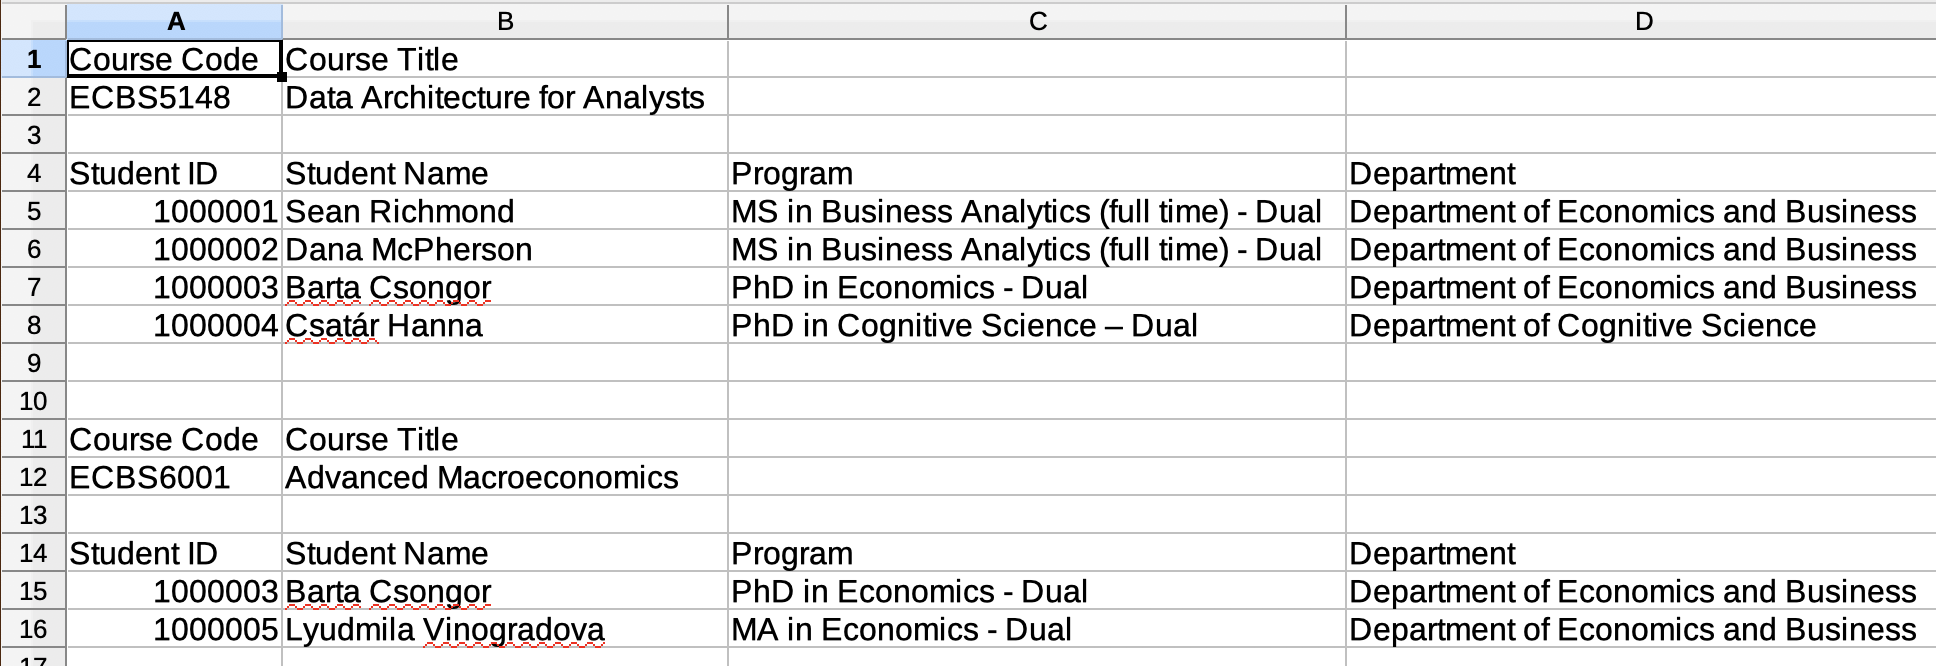 A B C D
1 Course Code Course Title
2 ECBS5148 Data Architecture for Analysts
3
4 Student ID Student Name Program Department
5 1000001 Sean Richmond MS in Business Analytics (full time) - Dual Department of Economics and Business
6 1000002 Dana McPherson MS in Business Analytics (full time) - Dual Department of Economics and Business
7 1000003 Barta Csongor PhD in Economics - Dual Department of Economics and Business
8 1000004 Csatár Hanna PhD in Cognitive Science – Dual Department of Cognitive Science
9
10
11 Course Code Course Title
12 ECBS6001 Advanced Macroeconomics
13
14 Student ID Student Name Program Department
15 1000003 Barta Csongor PhD in Economics - Dual Department of Economics and Business
16 1000005 Lyudmila Vinogradova MA in Economics - Dual Department of Economics and Business
17